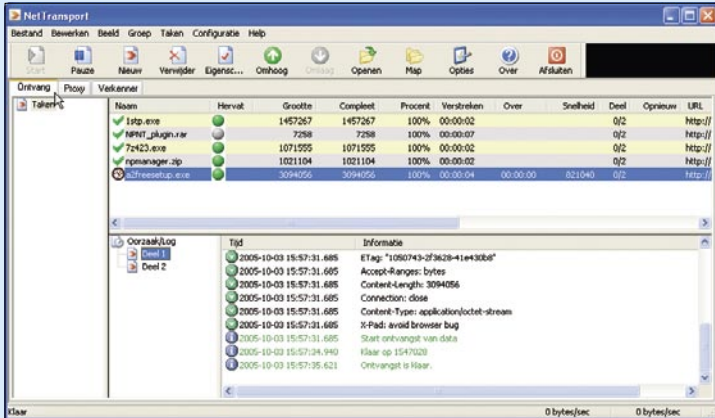 NetTransport
Bestand Bewerken Beeld Groep Taken Configuratie Help
Start Pauze Nieuw Verwijder Eigensc... Omhoog Omlaag Openen Map Opties Over Afsluiten
Ontvang Proxy Verkenner
Taken
Naam Hervat Grootte Compleet Procent Verstreken Over Snelheid Deel Opnieuw URL
1stp.exe 1457267 1457267 100% 00:00:02 0/2 http://
NPNT_plugin.rar 7258 7258 100% 00:00:07 0/2 http://
7z423.exe 1071555 1071555 100% 00:00:02 0/2 http://
npmanager.zip 1021104 1021104 100% 00:00:02 0/2 http://
a2freesetup.exe 3094056 3094056 100% 00:00:04 00:00:00 821040 0/2 http://
Oorzaak/Log
Deel 1
Deel 2
Tijd Informatie
2005-10-03 15:57:31.685 ETag: "1050743-2f3628-41e430b8"
2005-10-03 15:57:31.685 Accept-Ranges: bytes
2005-10-03 15:57:31.685 Content-Length: 3094056
2005-10-03 15:57:31.685 Connection: close
2005-10-03 15:57:31.685 Content-Type: application/octet-stream
2005-10-03 15:57:31.685 X-Pad: avoid browser bug
2005-10-03 15:57:31.685 Start ontvangst van data
2005-10-03 15:57:34.940 Klaar op 1547028
2005-10-03 15:57:35.621 Ontvangst is klaar.
Klaar 0 bytes/sec 0 bytes/sec